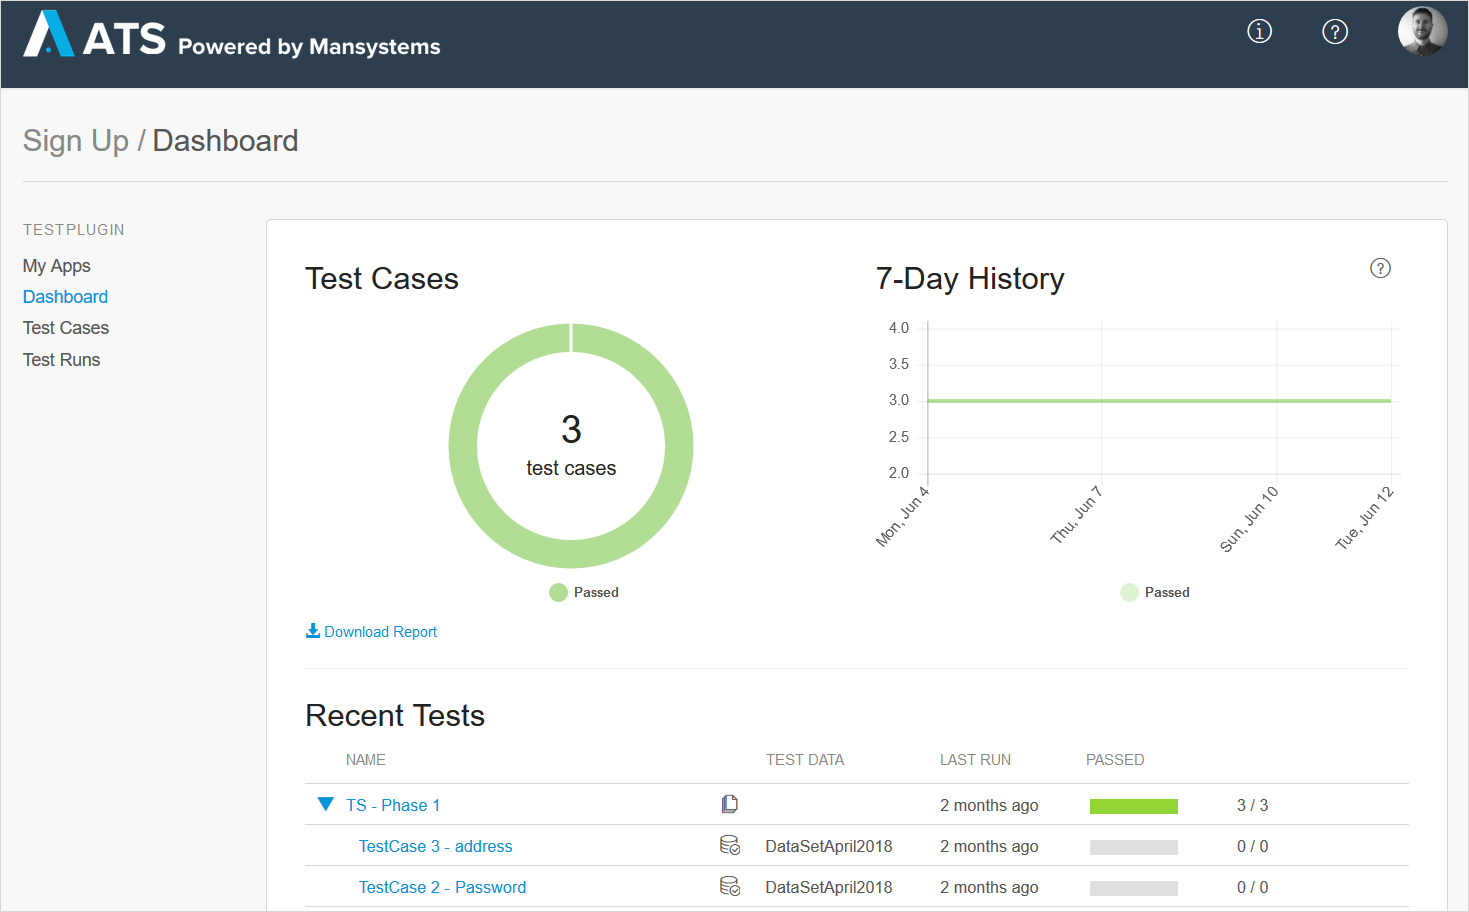 ATS Powered by Mansystems
Sign Up / Dashboard
TESTPLUGIN
My Apps
Dashboard
Test Cases
Test Runs
Test Cases
3
test cases
Passed
Download Report
7-Day History
4.0
3.5
3.0
2.5
2.0
Mon, Jun 4
Thu, Jun 7
Sun, Jun 10
Tue, Jun 12
Passed
Recent Tests
NAME TEST DATA LAST RUN PASSED
TS - Phase 1 2 months ago 3 / 3
TestCase 3 - address DataSetApril2018 2 months ago 0 / 0
TestCase 2 - Password DataSetApril2018 2 months ago 0 / 0